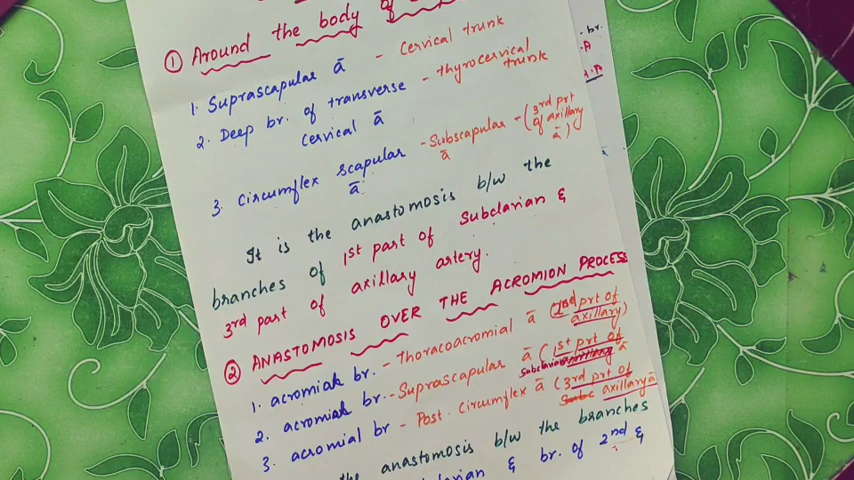 ① Around the body of
1. Suprascapular ā - Cervical trunk
2. Deep br. of transverse - thyrocervical trunk
cervical ā
3. Circumflex scapular - Subscapular - (3rd prt of axillary ā)
ā. ā
It is the anastomosis b/w the
branches of 1st part of Subclavian &
3rd part of axillary artery.
② ANASTOMOSIS OVER THE ACROMION PROCESS
1. acromial br. - Thoracoacromial ā (2nd prt of axillary)
2. acromial br. - Suprascapular ā (1st prt of subclavian ā
3. acromial br - Post. Circumflex ā (3rd prt of axillary ā
the anastomosis b/w the branches
& br. of 2nd &